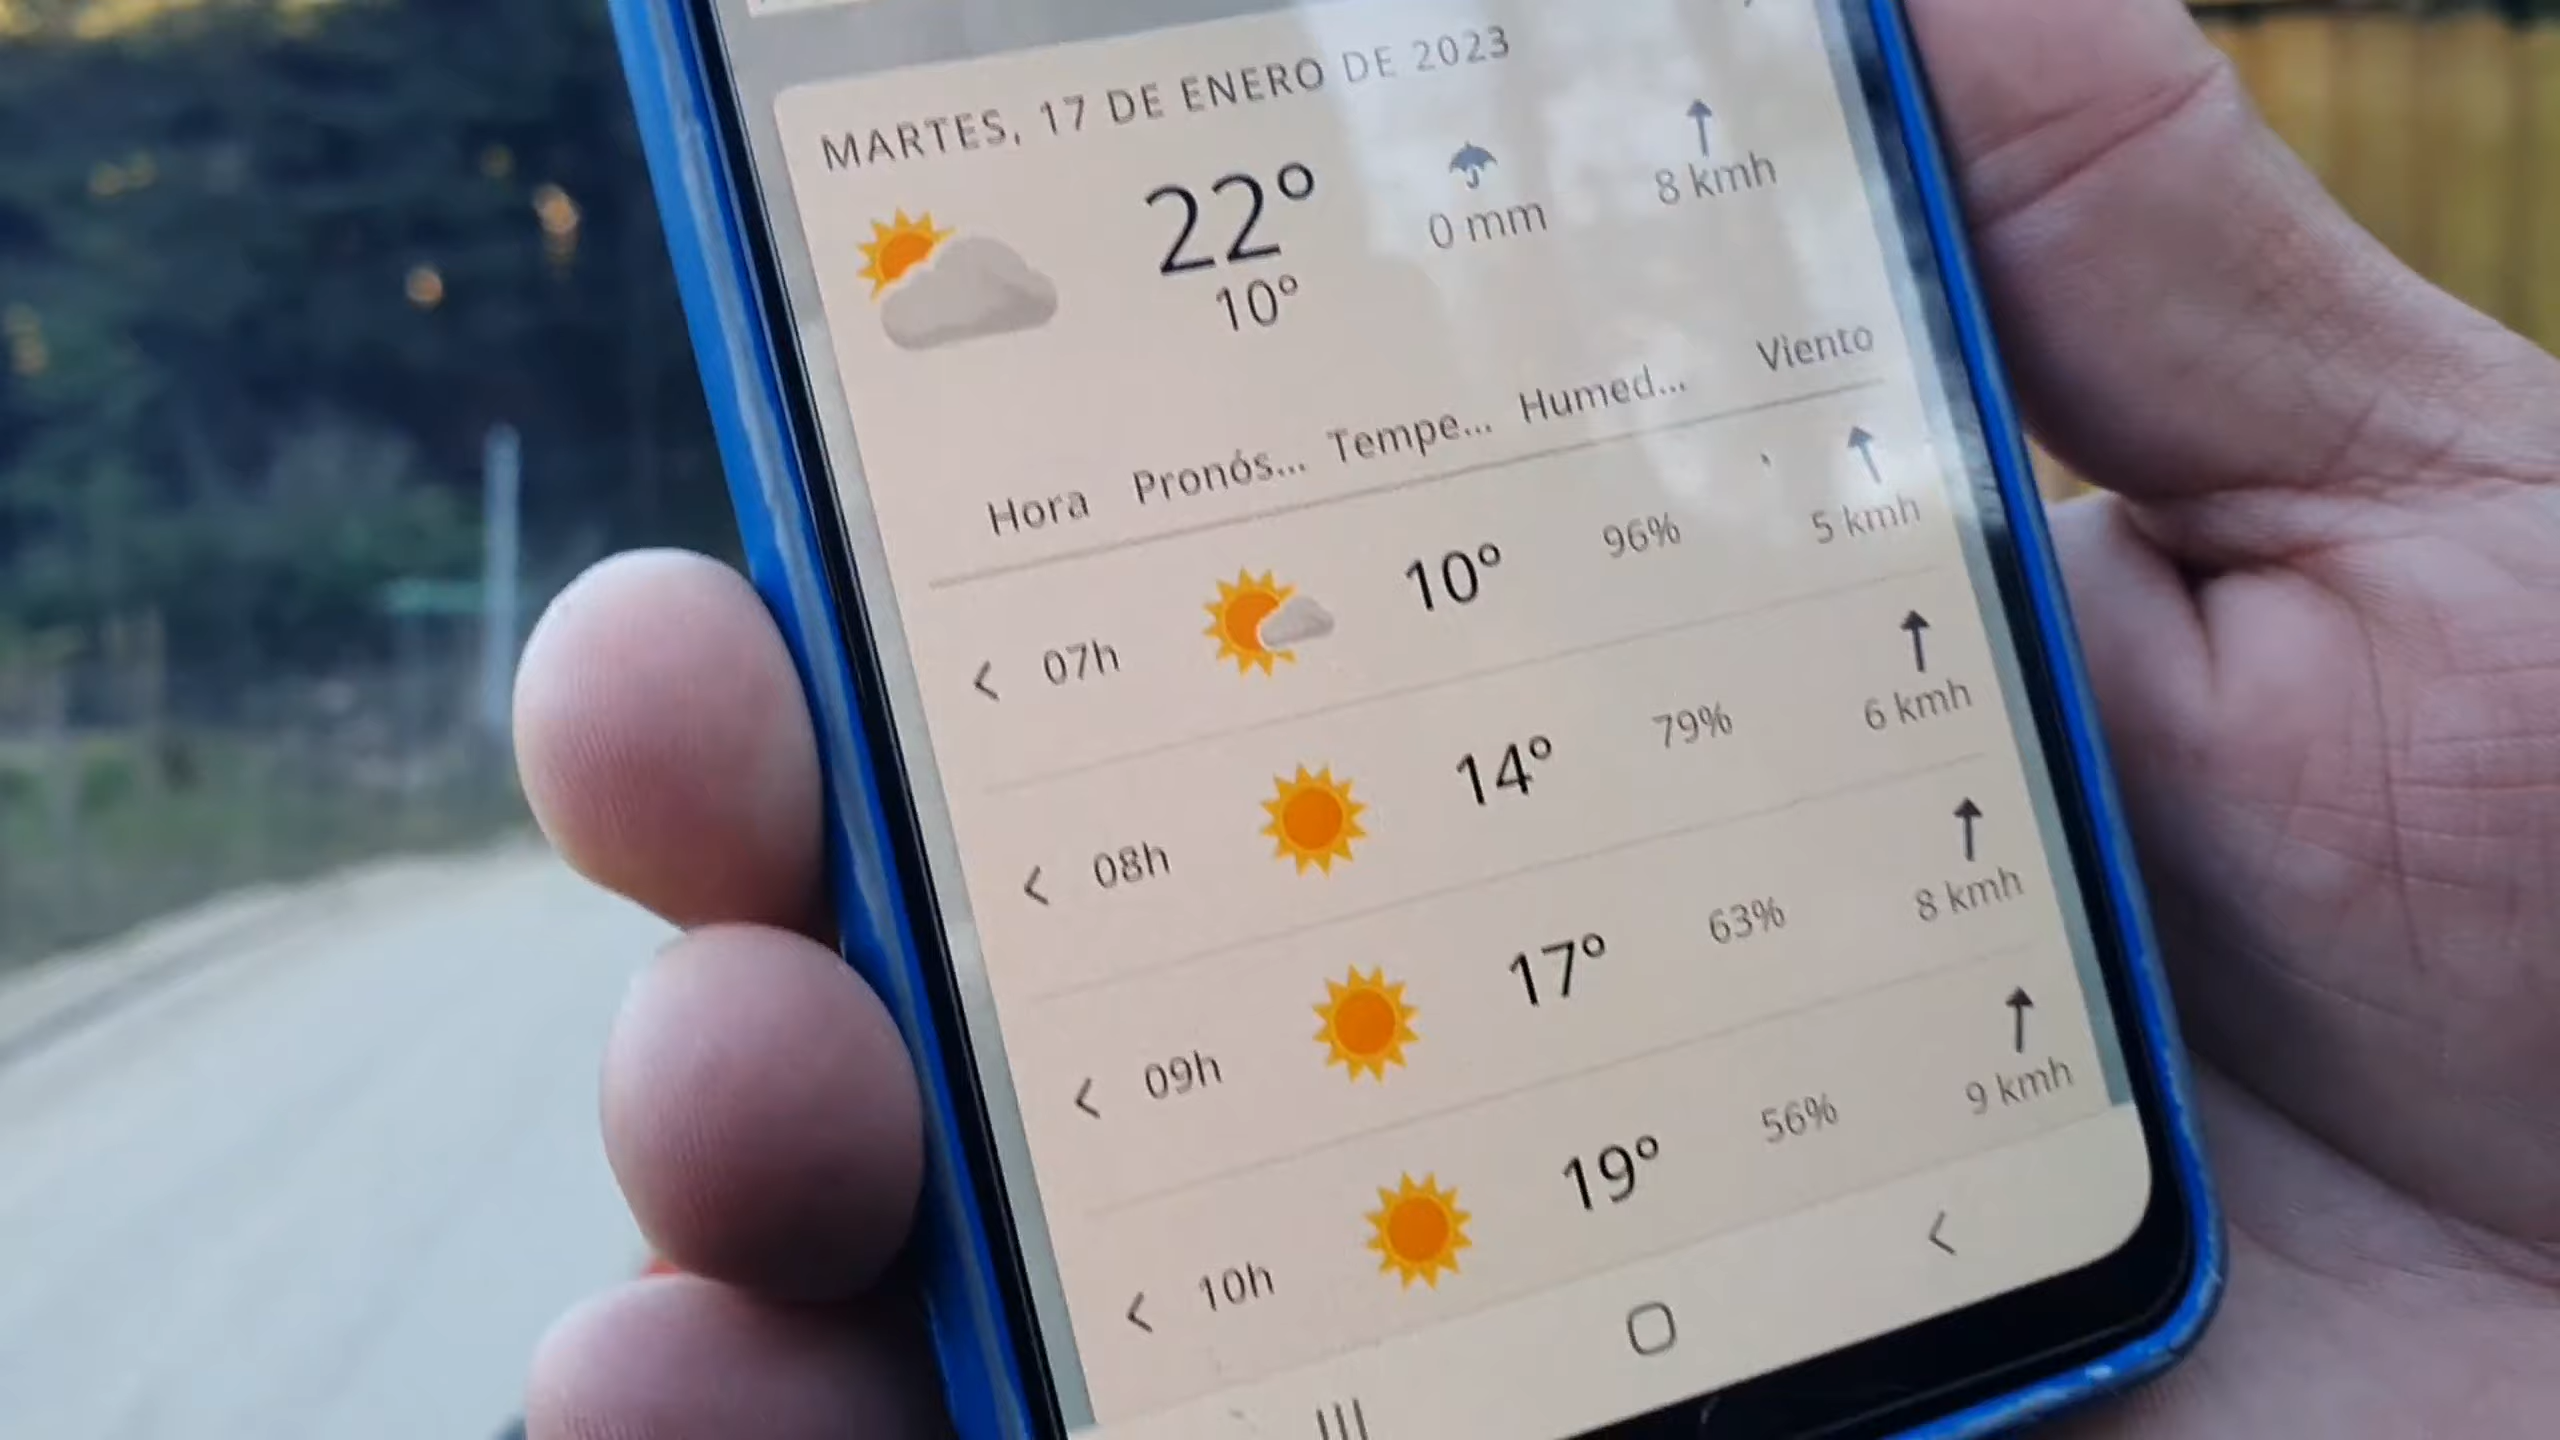 MARTES, 17 DE ENERO DE 2023
22°
10°
0 mm
8 kmh
Hora Pronós... Tempe... Humed... Viento
07h 10° 96% 5 kmh
08h 14° 79% 6 kmh
09h 17° 63% 8 kmh
10h 19° 56% 9 kmh